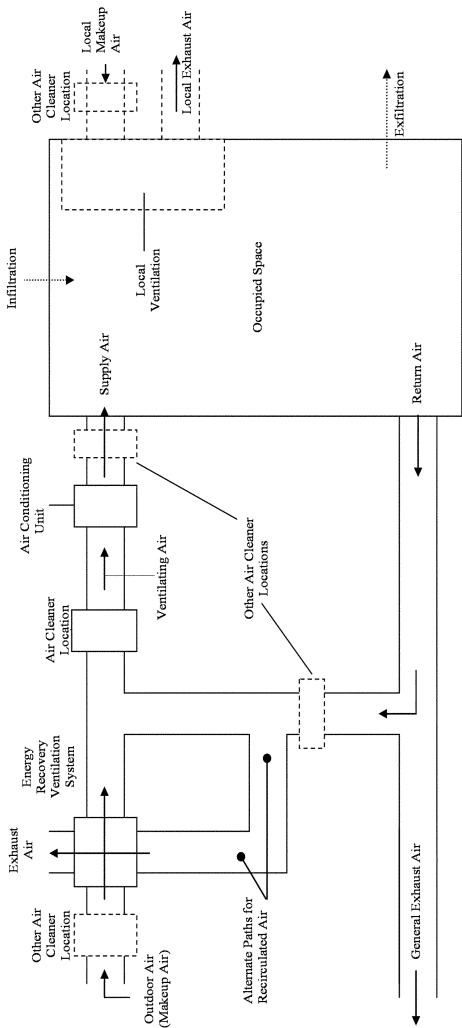 Outdoor Air
(Makeup Air)
Other Air
Cleaner
Location
Exhaust
Air
Energy
Recovery
Ventilation
System
Alternate Paths for
Recirculated Air
General Exhaust Air
Air Cleaner
Location
Ventilating Air
Other Air Cleaner
Locations
Air Conditioning
Unit
Supply Air
Return Air
Infiltration
Local
Ventilation
Occupied Space
Other Air
Cleaner
Location
Local
Makeup
Air
Local Exhaust Air
Exfiltration